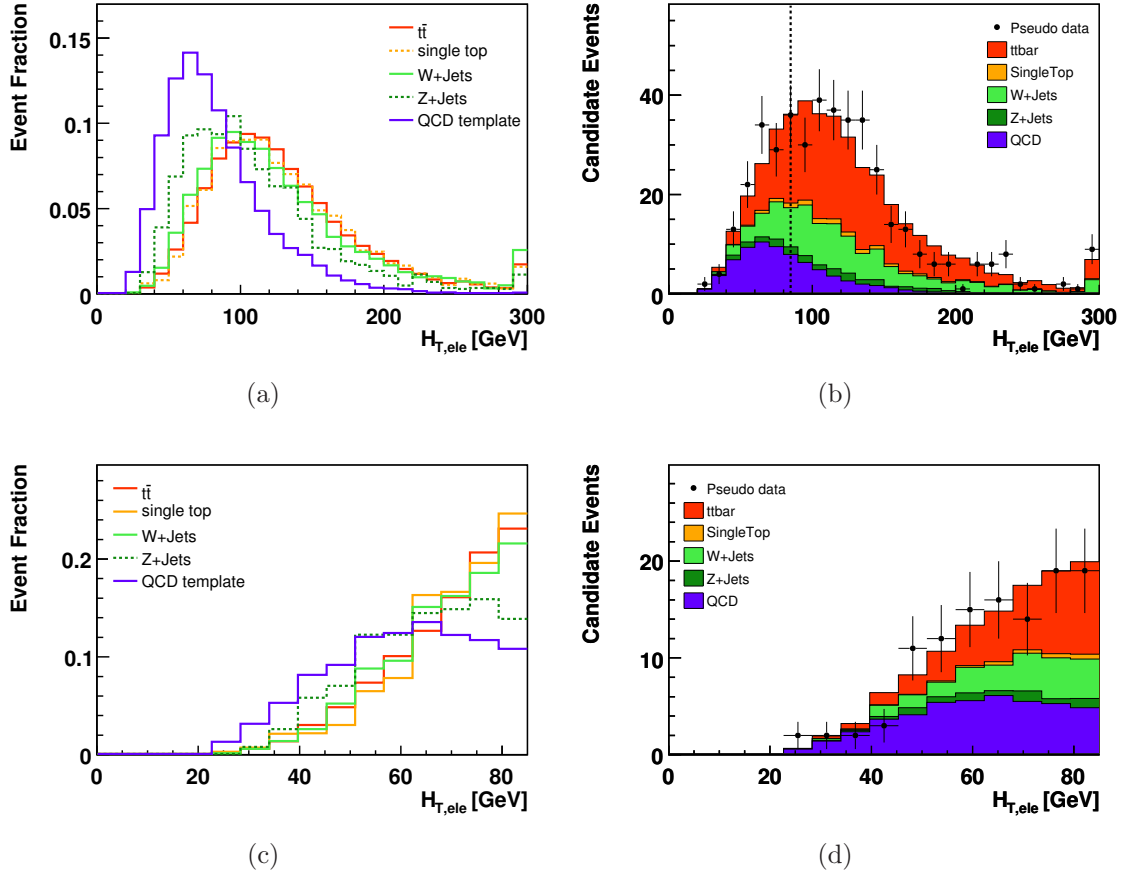 Event Fraction
0.15
0.1
0.05
0
tt̄
single top
W+Jets
Z+Jets
QCD template
0 100 200 300
H_T,ele [GeV]
(a)
Candidate Events
40
20
0
Pseudo data
ttbar
SingleTop
W+Jets
Z+Jets
QCD
0 100 200 300
H_T,ele [GeV]
(b)
Event Fraction
0.2
0.1
0
tt̄
single top
W+Jets
Z+Jets
QCD template
0 20 40 60 80
H_T,ele [GeV]
(c)
Candidate Events
20
10
0
Pseudo data
ttbar
SingleTop
W+Jets
Z+Jets
QCD
0 20 40 60 80
H_T,ele [GeV]
(d)